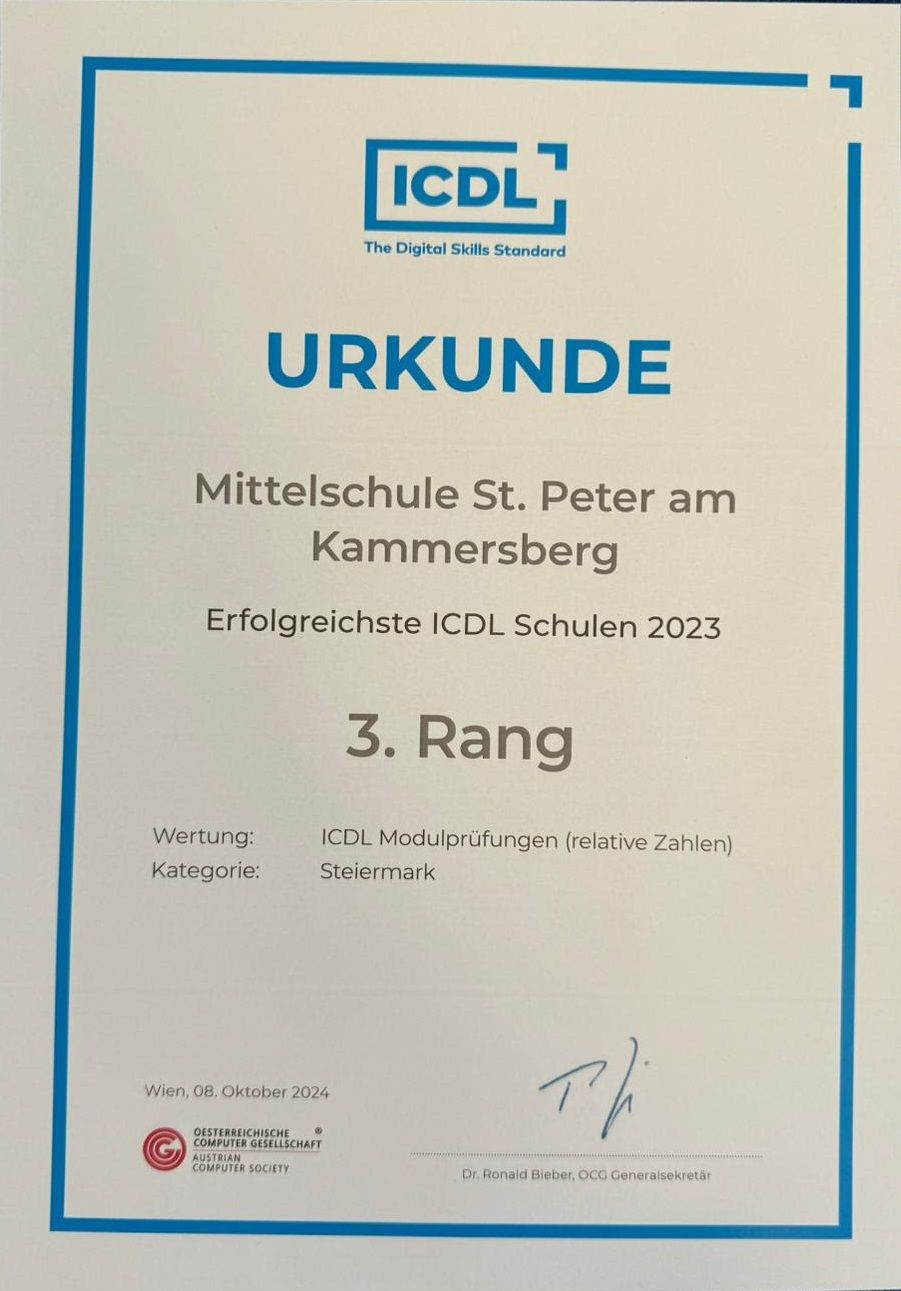 ICDL
The Digital Skills Standard
URKUNDE
Mittelschule St. Peter am
Kammersberg
Erfolgreichste ICDL Schulen 2023
3. Rang
Wertung: ICDL Modulprüfungen (relative Zahlen)
Kategorie: Steiermark
Wien, 08. Oktober 2024
OESTERREICHISCHE ®
COMPUTER GESELLSCHAFT
AUSTRIAN
COMPUTER SOCIETY
Dr. Ronald Bieber, OCG Generalsekretär